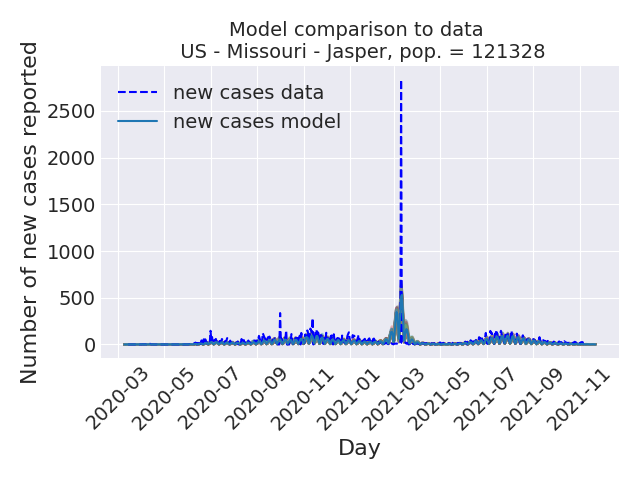 Model comparison to data
US - Missouri - Jasper, pop. = 121328
new cases data
new cases model
Number of new cases reported
2500
2000
1500
1000
500
0
2020-03
2020-05
2020-07
2020-09
2020-11
2021-01
2021-03
2021-05
2021-07
2021-09
2021-11
Day